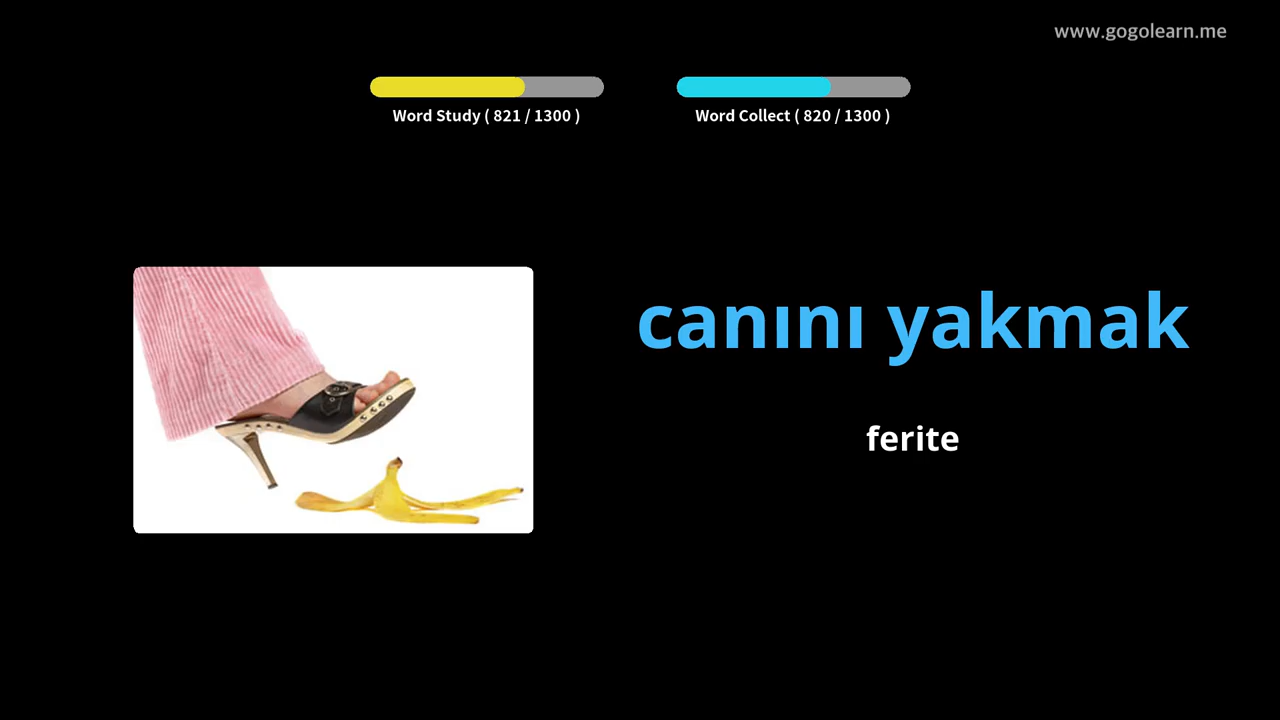 www.gogolearn.me
Word Study ( 821 / 1300 )
Word Collect ( 820 / 1300 )
canını yakmak
ferite